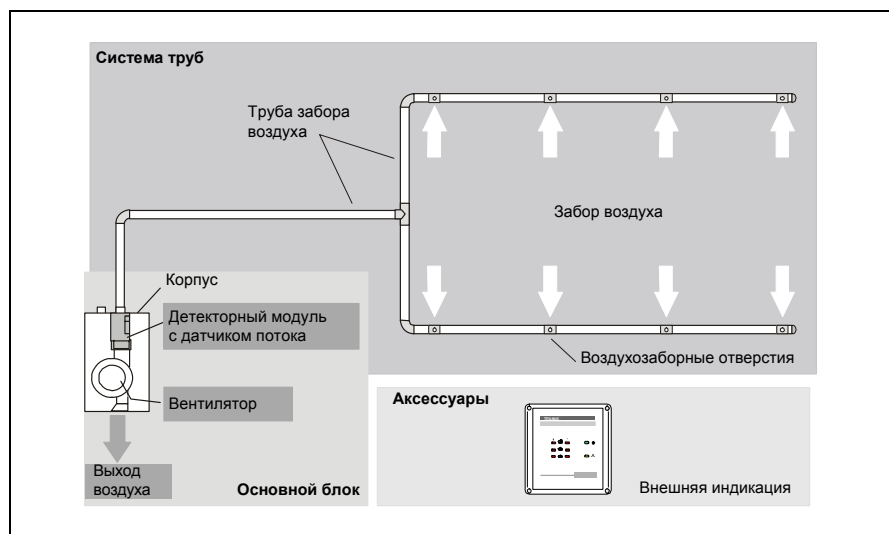 Система труб
Труба забора
воздуха
Забор воздуха
Корпус
Детекторный модуль
с датчиком потока
Воздухозаборные отверстия
Вентилятор
Аксессуары
Выход
воздуха
Основной блок
Внешняя индикация